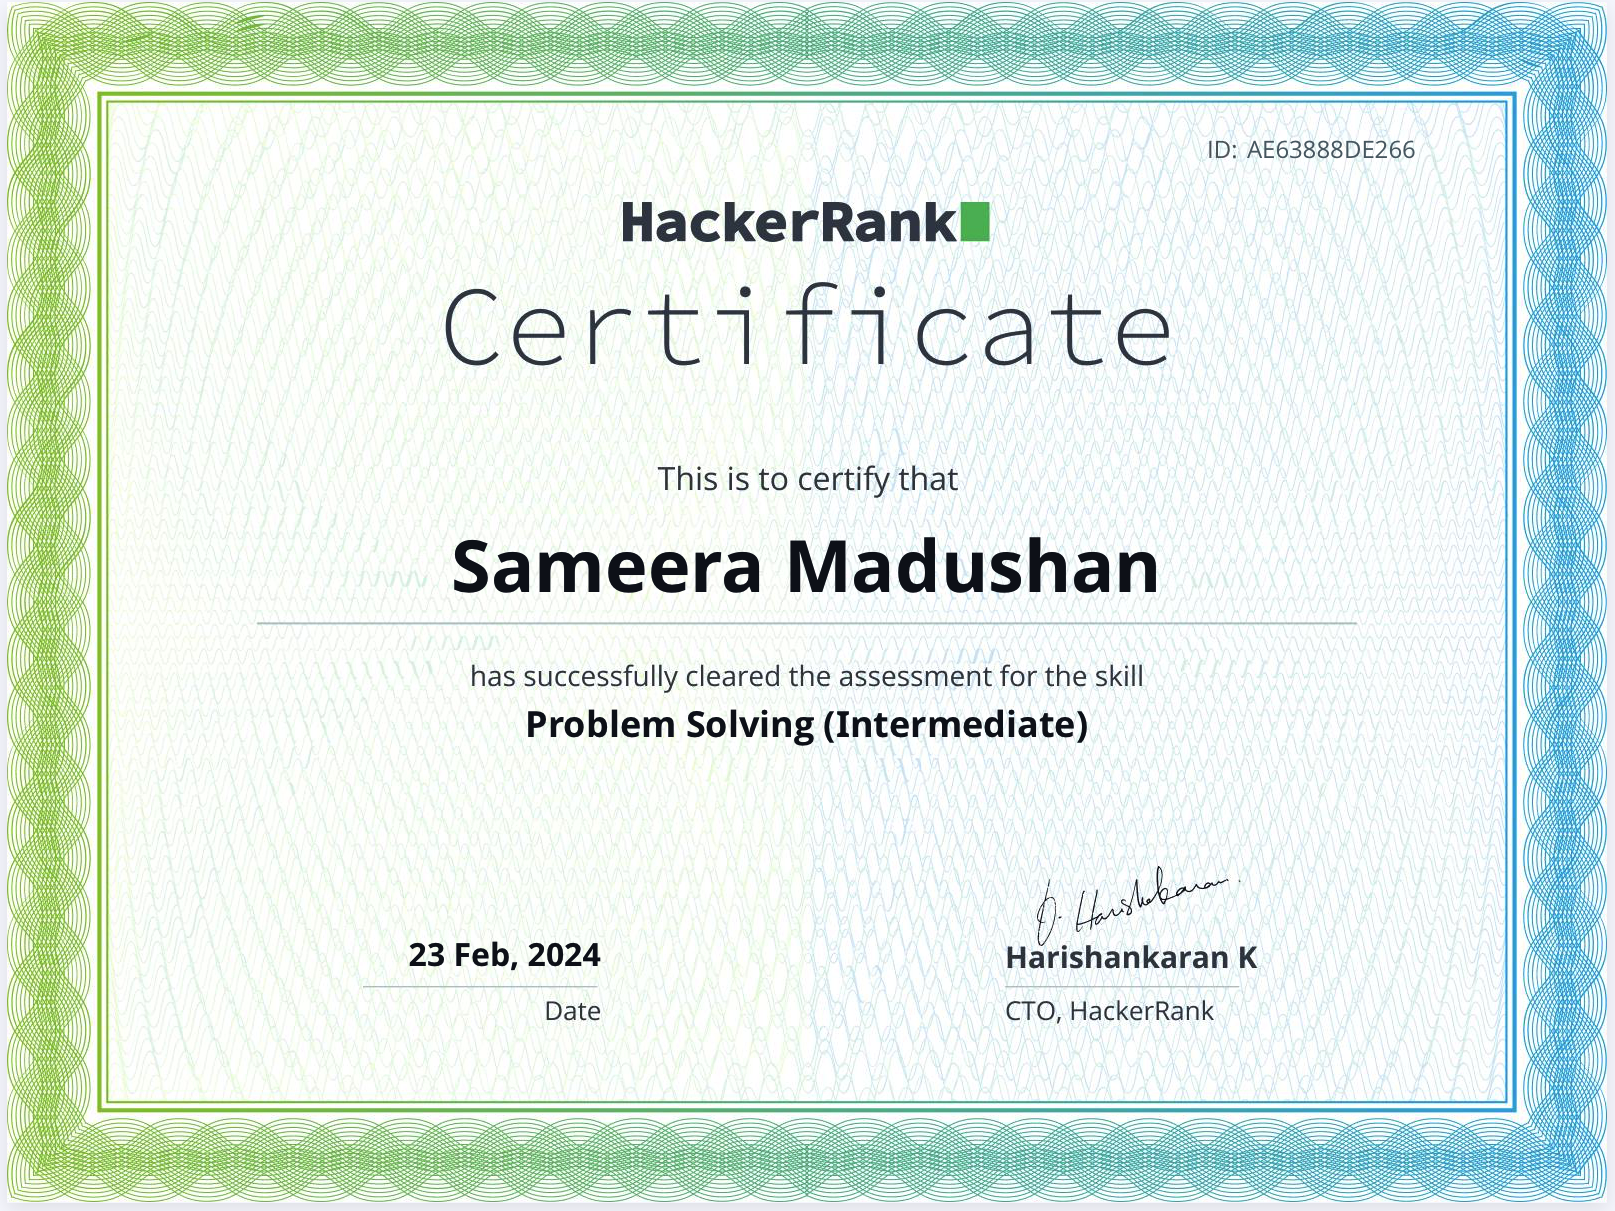 ID: AE63888DE266
HackerRank
Certificate
This is to certify that
Sameera Madushan
has successfully cleared the assessment for the skill
Problem Solving (Intermediate)
23 Feb, 2024
Date
J. Harishankaran.
Harishankaran K
CTO, HackerRank